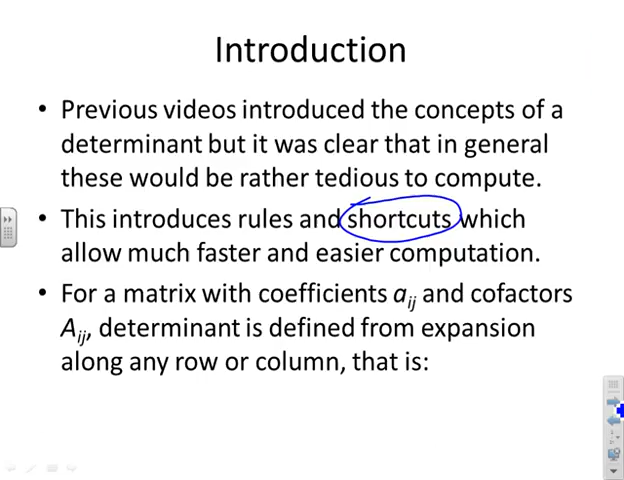 Introduction
• Previous videos introduced the concepts of a
determinant but it was clear that in general
these would be rather tedious to compute.
• This introduces rules and shortcuts which
allow much faster and easier computation.
• For a matrix with coefficients aij and cofactors
Aij, determinant is defined from expansion
along any row or column, that is: